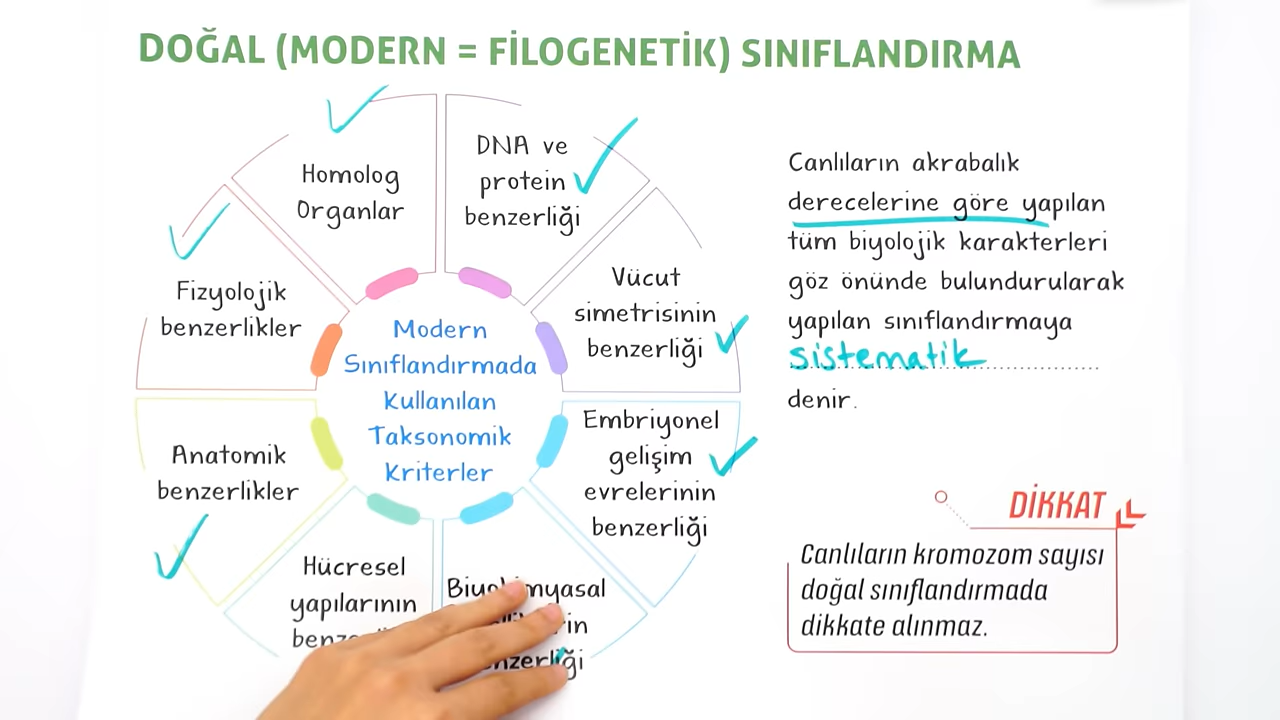 DOĞAL (MODERN = FİLOGENETİK) SINIFLANDIRMA
Homolog
Organlar
DNA ve
protein
benzerliği
Fizyolojik
benzerlikler
Vücut
simetrisinin
benzerliği
Modern
Sınıflandırmada
Kullanılan
Taksonomik
Kriterler
Anatomik
benzerlikler
Embriyonel
gelişim
evrelerinin
benzerliği
Hücresel
yapılarının
Canlıların akrabalık
derecelerine göre yapılan
tüm biyolojik karakterleri
göz önünde bulundurularak
yapılan sınıflandırmaya
sistematik
denir.
DİKKAT
Canlıların kromozom sayısı
doğal sınıflandırmada
dikkate alınmaz.